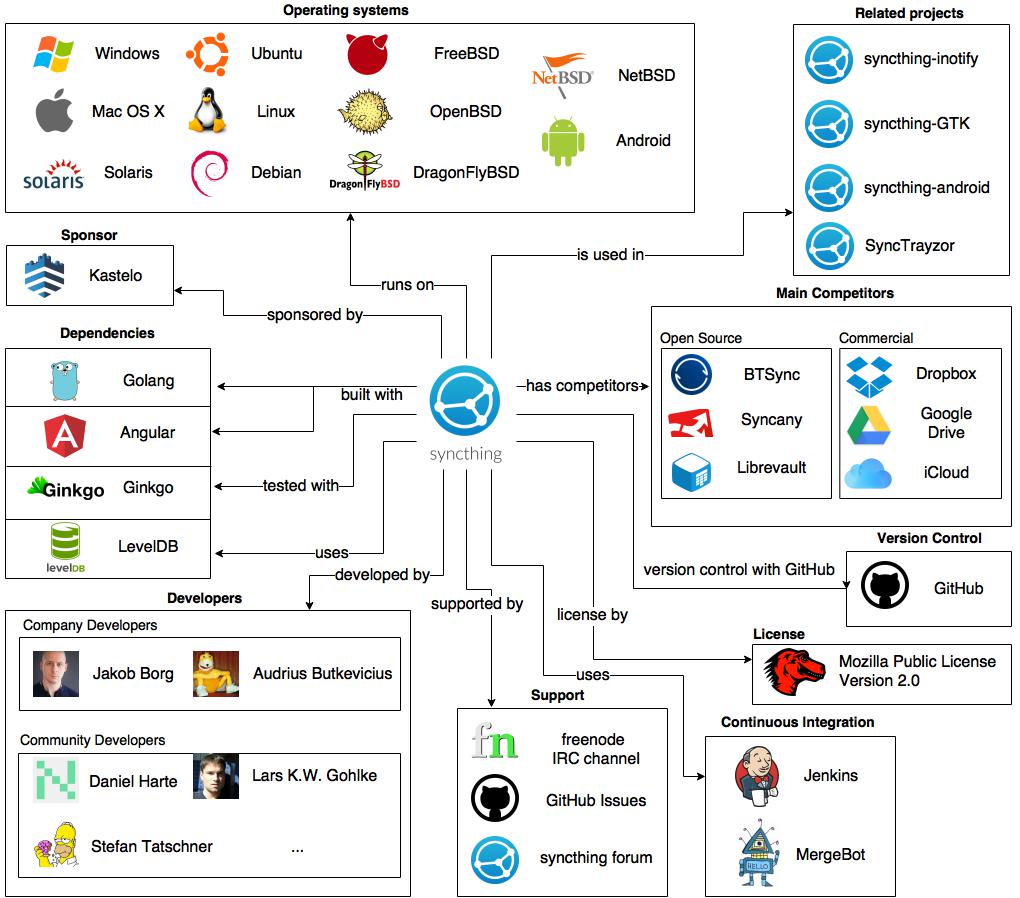 Operating systems
Windows
Ubuntu
FreeBSD
NetBSD®
NetBSD
Mac OS X
Linux
OpenBSD
Android
solaris
Solaris
Debian
DragonFlyBSD
DragonFlyBSD
Related projects
syncthing-inotify
syncthing-GTK
syncthing-android
SyncTrayzor
Sponsor
Kastelo
runs on
is used in
sponsored by
Dependencies
Golang
Angular
Ginkgo
Ginkgo
levelDB
LevelDB
built with
tested with
uses
syncthing
has competitors
Main Competitors
Open Source
BTSync
Syncany
Librevault
Commercial
Dropbox
Google
Drive
iCloud
Version Control
version control with GitHub
GitHub
developed by
supported by
license by
uses
License
Mozilla Public License
Version 2.0
Developers
Company Developers
Jakob Borg
Audrius Butkevicius
Community Developers
Daniel Harte
Lars K.W. Gohlke
Stefan Tatschner
...
Support
fn
freenode
IRC channel
GitHub Issues
syncthing forum
Continuous Integration
Jenkins
HELLO
MergeBot